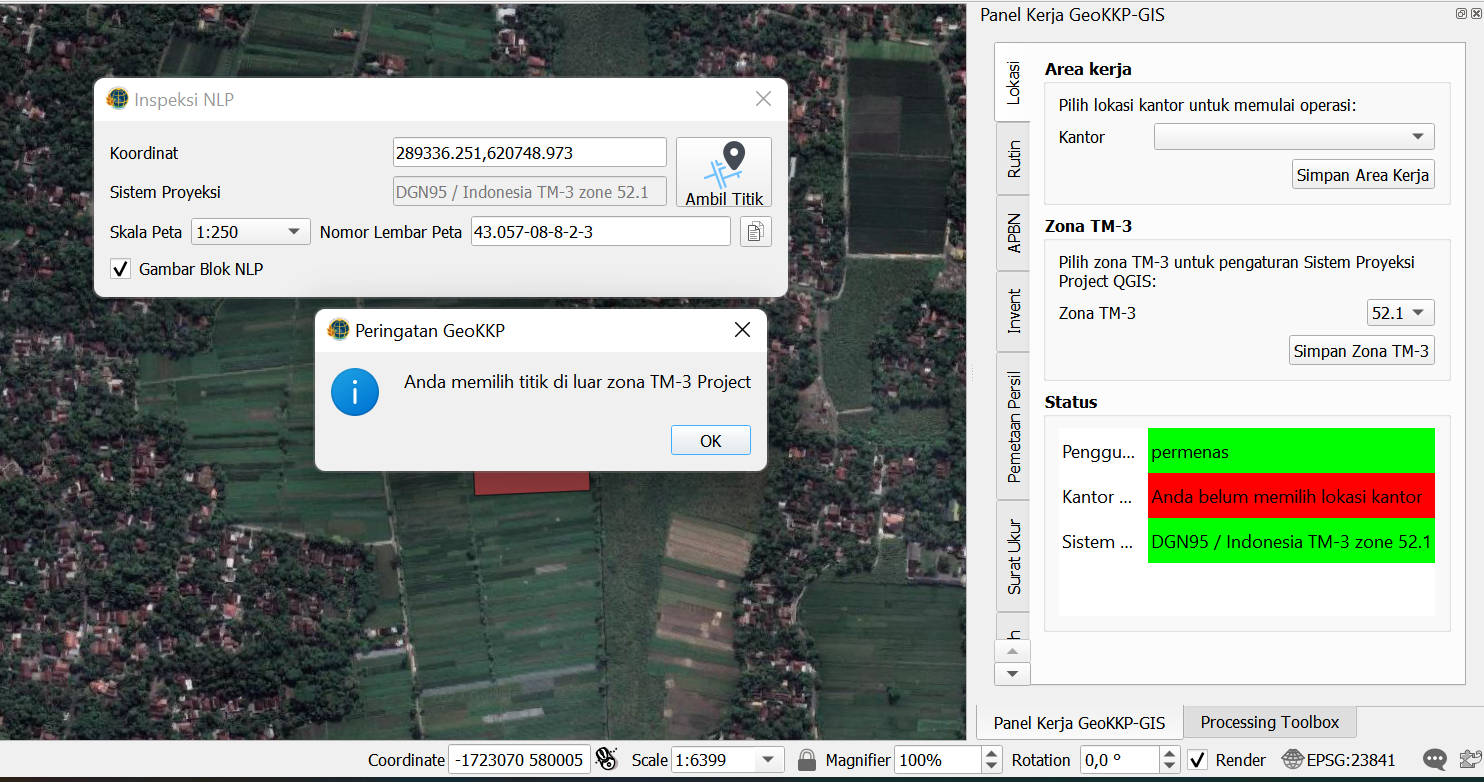 Panel Kerja GeoKKP-GIS
Inspeksi NLP
Koordinat
289336.251,620748.973
Sistem Proyeksi
DGN95 / Indonesia TM-3 zone 52.1
Ambil Titik
Skala Peta 1:250 Nomor Lembar Peta 43.057-08-8-2-3
Gambar Blok NLP
Peringatan GeoKKP
Anda memilih titik di luar zona TM-3 Project
OK
Lokasi
Rutin
APBN
Invent
Pemetaan Persil
Surat Ukur
h
Area kerja
Pilih lokasi kantor untuk memulai operasi:
Kantor
Simpan Area Kerja
Zona TM-3
Pilih zona TM-3 untuk pengaturan Sistem Proyeksi
Project QGIS:
Zona TM-3 52.1
Simpan Zona TM-3
Status
Penggu... permenas
Kantor ... Anda belum memilih lokasi kantor
Sistem ... DGN95 / Indonesia TM-3 zone 52.1
Panel Kerja GeoKKP-GIS Processing Toolbox
Coordinate -1723070 580005 Scale 1:6399 Magnifier 100% Rotation 0,0 ° Render EPSG:23841